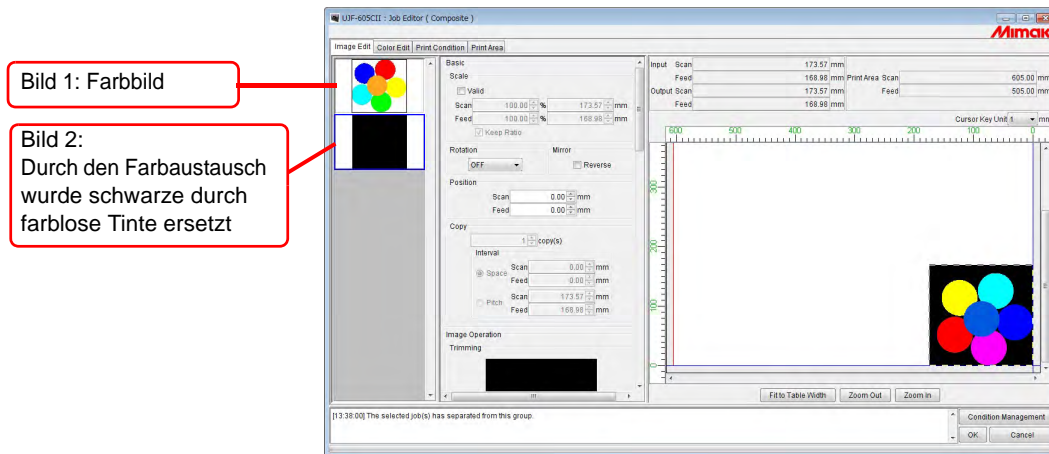 UJF-605CII : Job Editor ( Composite )
Mimaki
Image Edit Color Edit Print Condition Print Area
Bild 1: Farbbild
Bild 2:
Durch den Farbaustausch
wurde schwarze durch
farblose Tinte ersetzt
Basic
Scale
Valid
Scan 100.00 % 173.57 mm
Feed 100.00 % 168.98 mm
Keep Ratio
Rotation Mirror
OFF Reverse
Position
Scan 0.00 mm
Feed 0.00 mm
Copy
1 copy(s)
Interval
Space
Scan 0.00 mm
Feed 0.00 mm
Pitch
Scan 173.57 mm
Feed 168.98 mm
Image Operation
Trimming
Input Scan 173.57 mm
Feed 168.98 mm Print Area Scan 605.00 mm
Output Scan 173.57 mm Feed 505.00 mm
Feed 168.98 mm
Cursor Key Unit 1 mm
600 500 400 300 200 100 0
300
200
100
0
Fit to Table Width Zoom Out Zoom In
[13:38:00] The selected job(s) has separated from this group.
Condition Management
OK Cancel